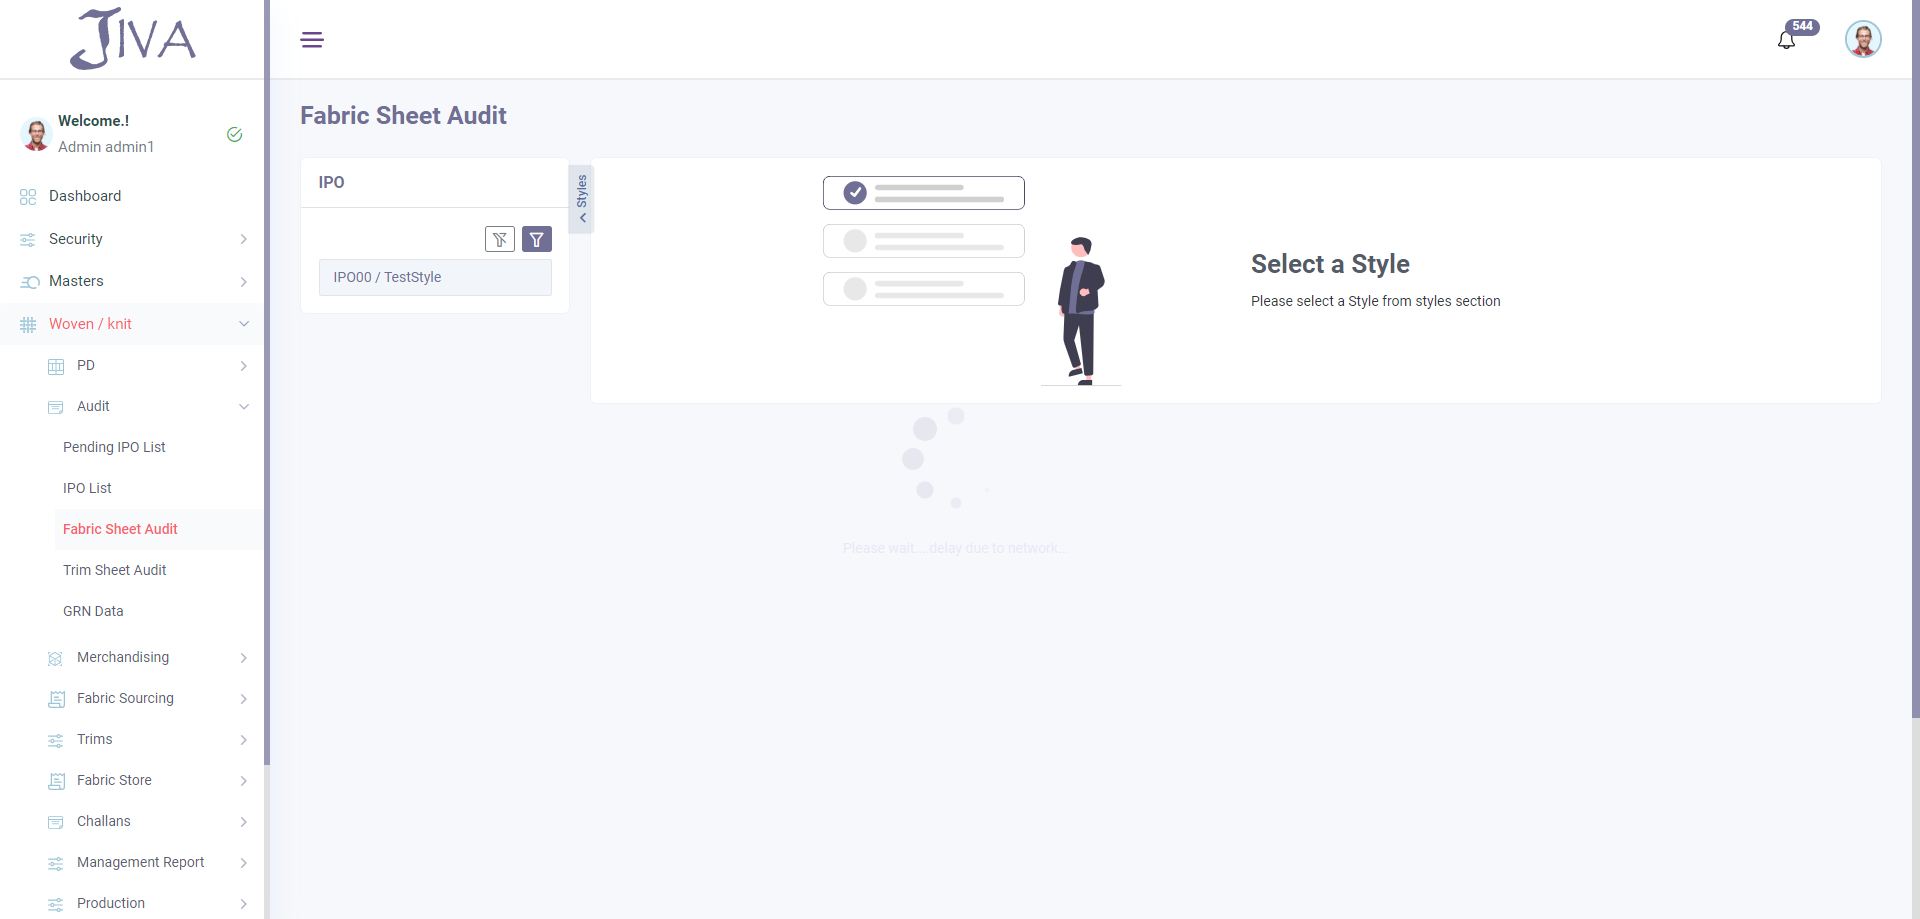 JIVA
544
Welcome.!
Admin admin1
Dashboard
Security
Masters
Woven / knit
PD
Audit
Pending IPO List
IPO List
Fabric Sheet Audit
Trim Sheet Audit
GRN Data
Merchandising
Fabric Sourcing
Trims
Fabric Store
Challans
Management Report
Production
Fabric Sheet Audit
IPO
IPO00 / TestStyle
Styles
Select a Style
Please select a Style from styles section
Please wait....delay due to network...